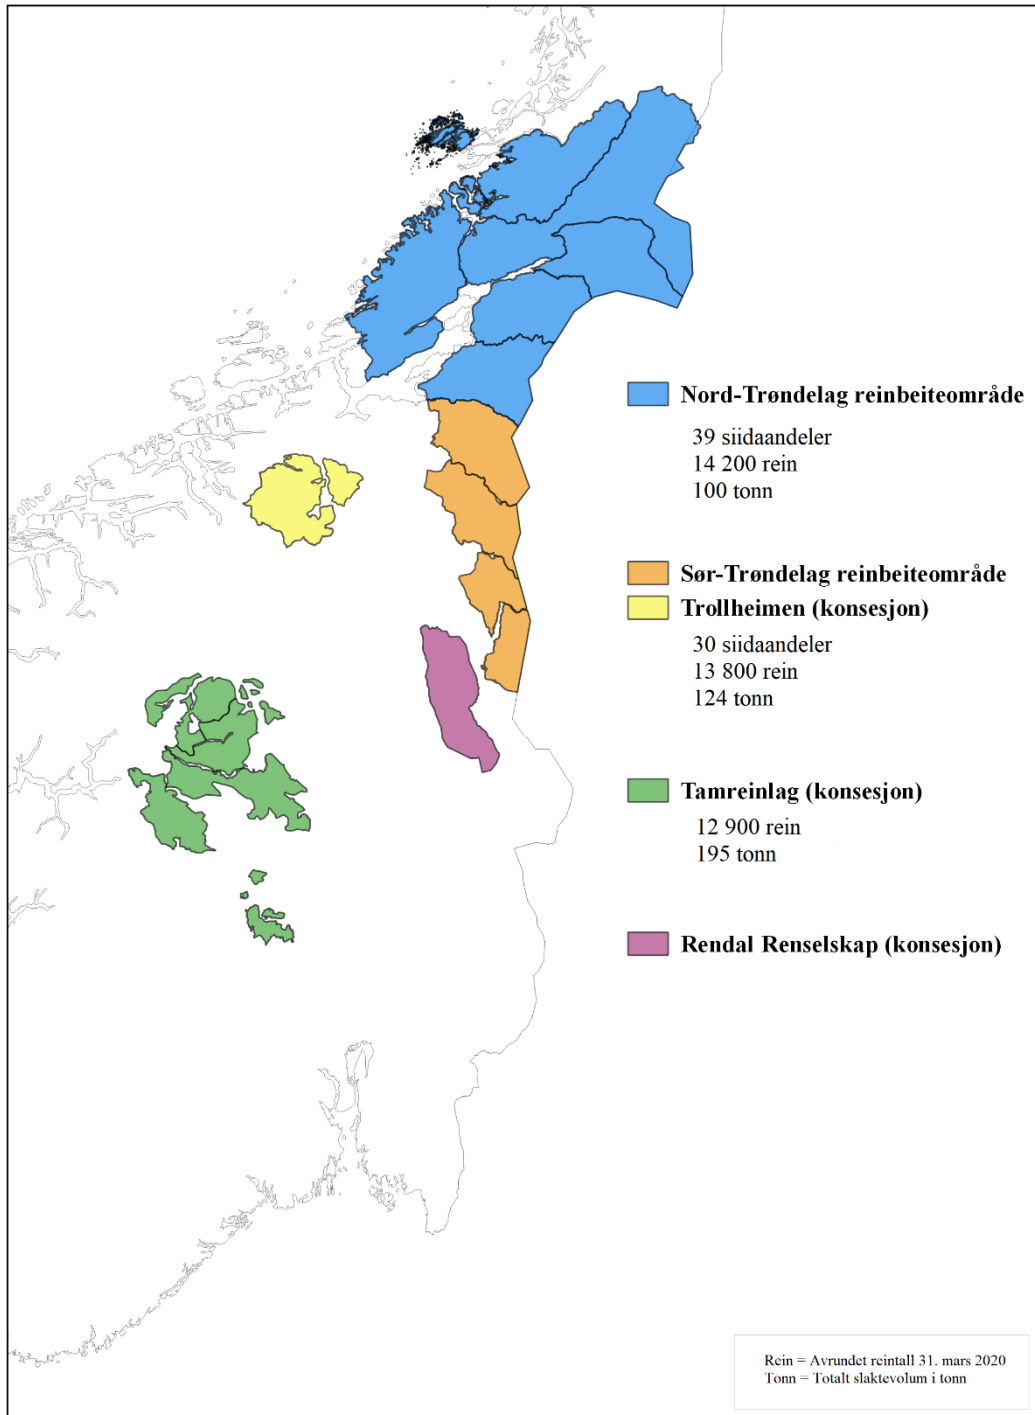 Nord-Trøndelag reinbeiteområde
39 siidaandeler
14 200 rein
100 tonn
Sør-Trøndelag reinbeiteområde
Trollheimen (konsesjon)
30 siidaandeler
13 800 rein
124 tonn
Tamreinlag (konsesjon)
12 900 rein
195 tonn
Rendal Renselskap (konsesjon)
Rein = Avrundet reintall 31. mars 2020
Tonn = Totalt slaktevolum i tonn